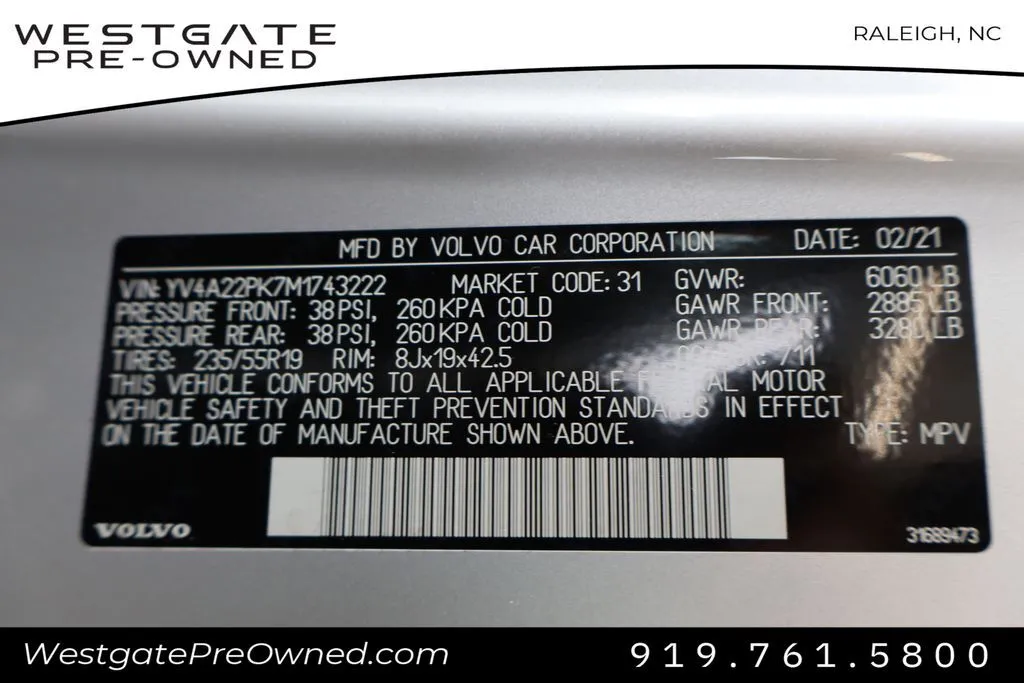 WESTGATE
PRE-OWNED
RALEIGH, NC
MFD BY VOLVO CAR CORPORATION DATE: 02/21
VIN: YV4A22PK7M1743222 MARKET CODE: 31 GVWR: 6060 LB
PRESSURE FRONT: 38 PSI, 260 KPA COLD GAWR FRONT: 2885 LB
PRESSURE REAR: 38 PSI, 260 KPA COLD GAWR REAR: 3280 LB
TIRES: 235/55R19 RIM: 8Jx19x42.5 711
THIS VEHICLE CONFORMS TO ALL APPLICABLE FEDERAL MOTOR
VEHICLE SAFETY AND THEFT PREVENTION STANDARDS IN EFFECT
ON THE DATE OF MANUFACTURE SHOWN ABOVE. TYPE: MPV
VOLVO
31689473
WestgatePreOwned.com
919.761.5800